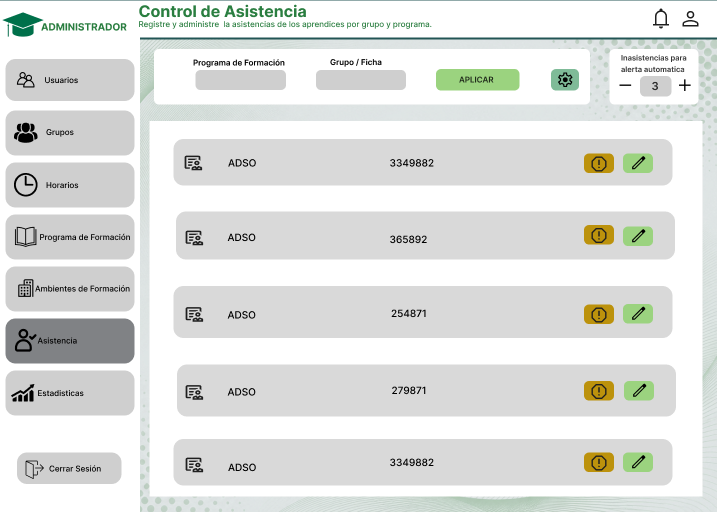 ADMINISTRADOR
Control de Asistencia
Registre y administre la asistencias de los aprendices por grupo y programa.
Usuarios
Grupos
Horarios
Programa de Formación
Ambientes de Formación
Asistencia
Estadisticas
Cerrar Sesión
Programa de Formación
Grupo / Ficha
APLICAR
Inasistencias para
alerta automatica
3
ADSO 3349882
ADSO 365892
ADSO 254871
ADSO 279871
ADSO 3349882